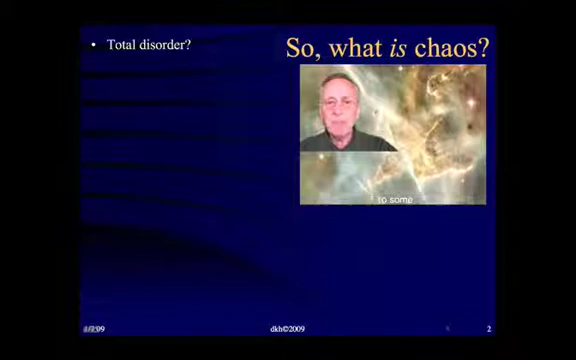 So, what is chaos?
• Total disorder?
to some
dkh©2009
2